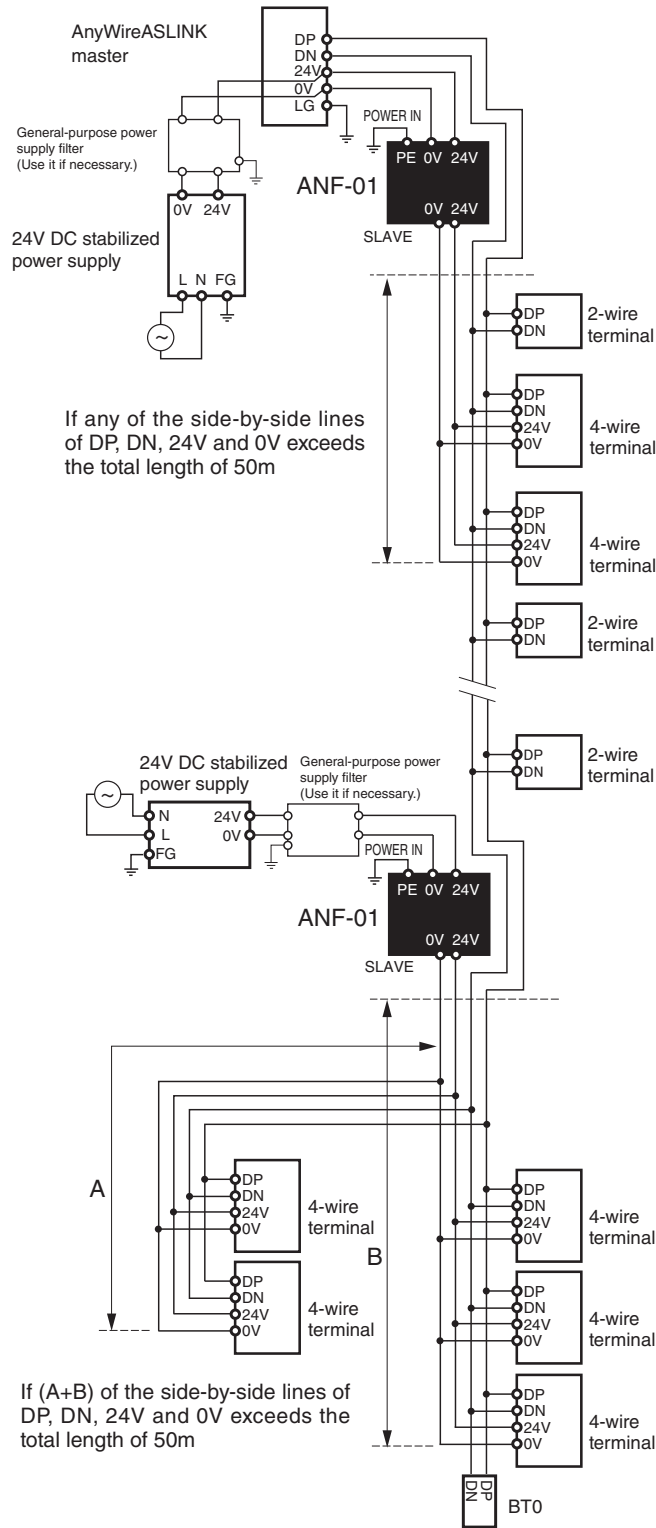 AnyWireASLINK
master
DP
DN
24V
0V
LG
General-purpose power
supply filter
(Use it if necessary.)
0V 24V
24V DC stabilized
power supply
L N FG
POWER IN
PE 0V 24V
ANF-01
0V 24V
SLAVE
DP
DN
2-wire
terminal
If any of the side-by-side lines
of DP, DN, 24V and 0V exceeds
the total length of 50m
DP
DN
24V
0V
4-wire
terminal
DP
DN
24V
0V
4-wire
terminal
DP
DN
2-wire
terminal
DP
DN
2-wire
terminal
24V DC stabilized
power supply
General-purpose power
supply filter
(Use it if necessary.)
N
L
FG
24V
0V
POWER IN
PE 0V 24V
ANF-01
0V 24V
SLAVE
A
B
DP
DN
24V
0V
4-wire
terminal
DP
DN
24V
0V
4-wire
terminal
DP
DN
24V
0V
4-wire
terminal
DP
DN
24V
0V
4-wire
terminal
DP
DN
24V
0V
4-wire
terminal
If (A+B) of the side-by-side lines of
DP, DN, 24V and 0V exceeds the
total length of 50m
DP
DN
BT0